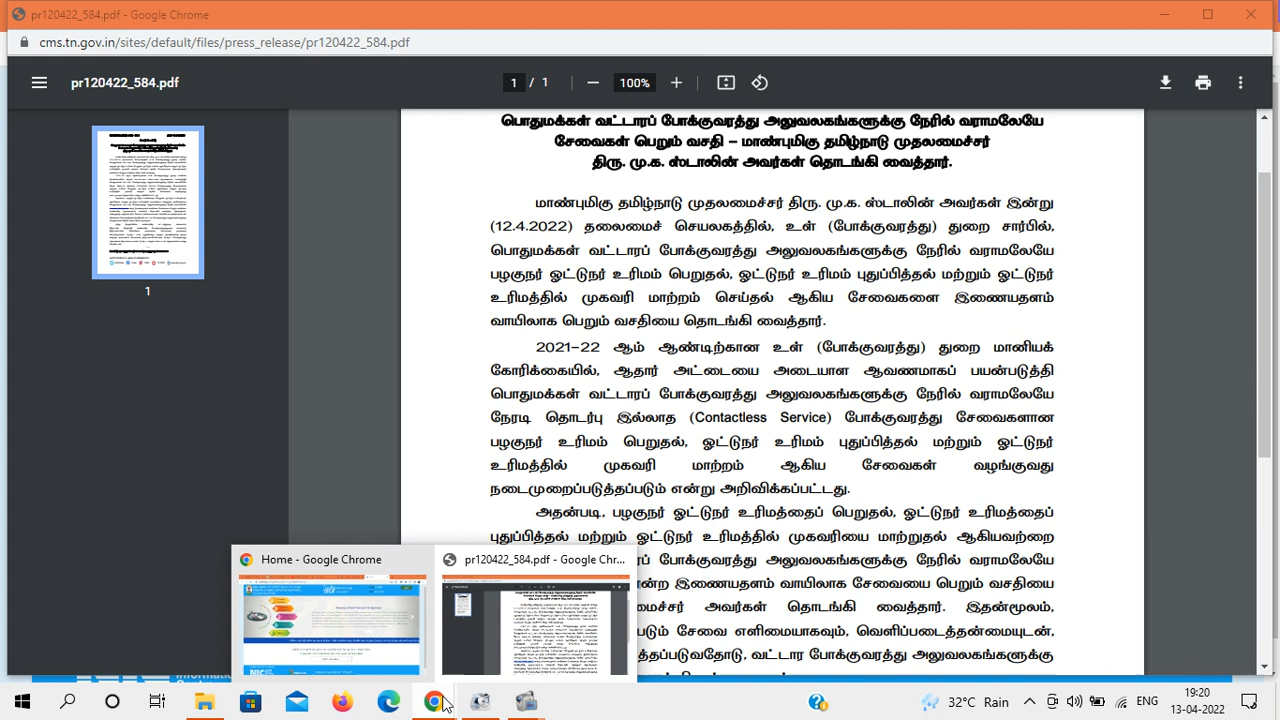 pr120422_584.pdf - Google Chrome
cms.tn.gov.in/sites/default/files/press_release/pr120422_584.pdf
pr120422_584.pdf
1 / 1
100%
பொதுமக்கள் வட்டாரப் போக்குவரத்து அலுவலகங்களுக்கு நேரில் வராமலேயே
சேவைகள் பெறும் வசதி – மாண்புமிகு தமிழ்நாடு முதலமைச்சர்
திரு. மு.க. ஸ்டாலின் அவர்கள் தொடங்கி வைத்தார்.
மாண்புமிகு தமிழ்நாடு முதலமைச்சர் திரு. மு.க. ஸ்டாலின் அவர்கள் இன்று
(12.4.2022) தலைமைச் செயலகத்தில், உள் (போக்குவரத்து) துறை சார்பில்,
பொதுமக்கள் வட்டாரப் போக்குவரத்து அலுவலகங்களுக்கு நேரில் வராமலேயே
பழகுநர் ஓட்டுநர் உரிமம் பெறுதல், ஓட்டுநர் உரிமம் புதுப்பித்தல் மற்றும் ஓட்டுநர்
உரிமத்தில் முகவரி மாற்றம் செய்தல் ஆகிய சேவைகளை இணையதளம்
வாயிலாக பெறும் வசதியை தொடங்கி வைத்தார்.
2021–22 ஆம் ஆண்டிற்கான உள் (போக்குவரத்து) துறை மானியக்
கோரிக்கையில், ஆதார் அட்டையை அடையாள ஆவணமாகப் பயன்படுத்தி
பொதுமக்கள் வட்டாரப் போக்குவரத்து அலுவலகங்களுக்கு நேரில் வராமலேயே
நேரடி தொடர்பு இல்லாத (Contactless Service) போக்குவரத்து சேவைகளான
பழகுநர் உரிமம் பெறுதல், ஓட்டுநர் உரிமம் புதுப்பித்தல் மற்றும் ஓட்டுநர்
உரிமத்தில் முகவரி மாற்றம் ஆகிய சேவைகள் வழங்குவது
நடைமுறைப்படுத்தப்படும் என்று அறிவிக்கப்பட்டது.
அதன்படி, பழகுநர் ஓட்டுநர் உரிமத்தைப் பெறுதல், ஓட்டுநர் உரிமத்தைப்
புதுப்பித்தல் மற்றும் ஓட்டுநர் உரிமத்தில் முகவரியை மாற்றுதல் ஆகியவற்றை
போக்குவரத்து அலுவலகங்களுக்கு நேரில் வராமலேயே
இணையதளம் வாயிலாக சேவையை பெறும் வசதியை
அவர்கள் தொடங்கி வைத்தார். இதன்மூலம்,
சேவை எளிமையாகவும், வெளிப்படைத்தன்மையுடன்,
வட்டார போக்குவரத்து அலுவலகங்களுக்கு
1
Home - Google Chrome
pr120422_584.pdf - Google Chr...
NIC
32°C Rain
ENG
19:20
13-04-2022